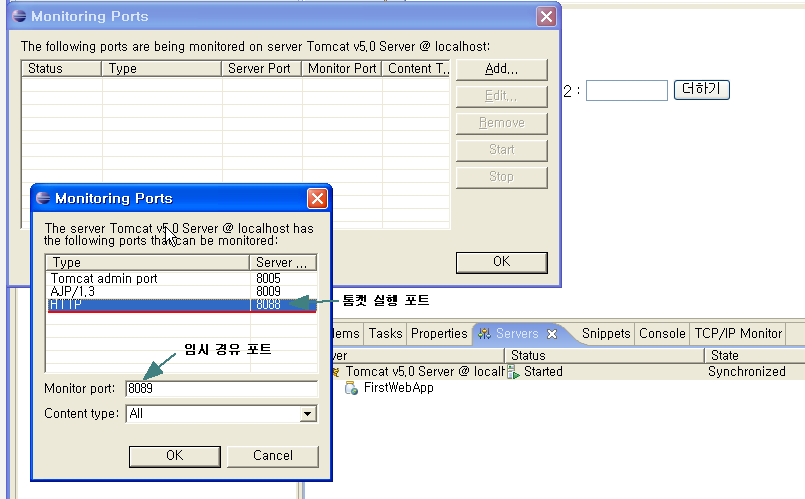 Monitoring Ports
The following ports are being monitored on server Tomcat v5.0 Server @ localhost:
Status Type Server Port Monitor Port Content T...
Add...
Edit...
Remove
Start
Stop
OK
2 : 더하기
Monitoring Ports
The server Tomcat v5.0 Server @ localhost has
the following ports that can be monitored:
Type Server ...
Tomcat admin port 8005
AJP/1.3 8009
HTTP 8088
톰켓 실행 포트
임시 경유 포트
Monitor port: 8089
Content type: All
OK Cancel
lems Tasks Properties Servers Snippets Console TCP/IP Monitor
ver Status State
Tomcat v5.0 Server @ localh Started Synchronized
FirstWebApp